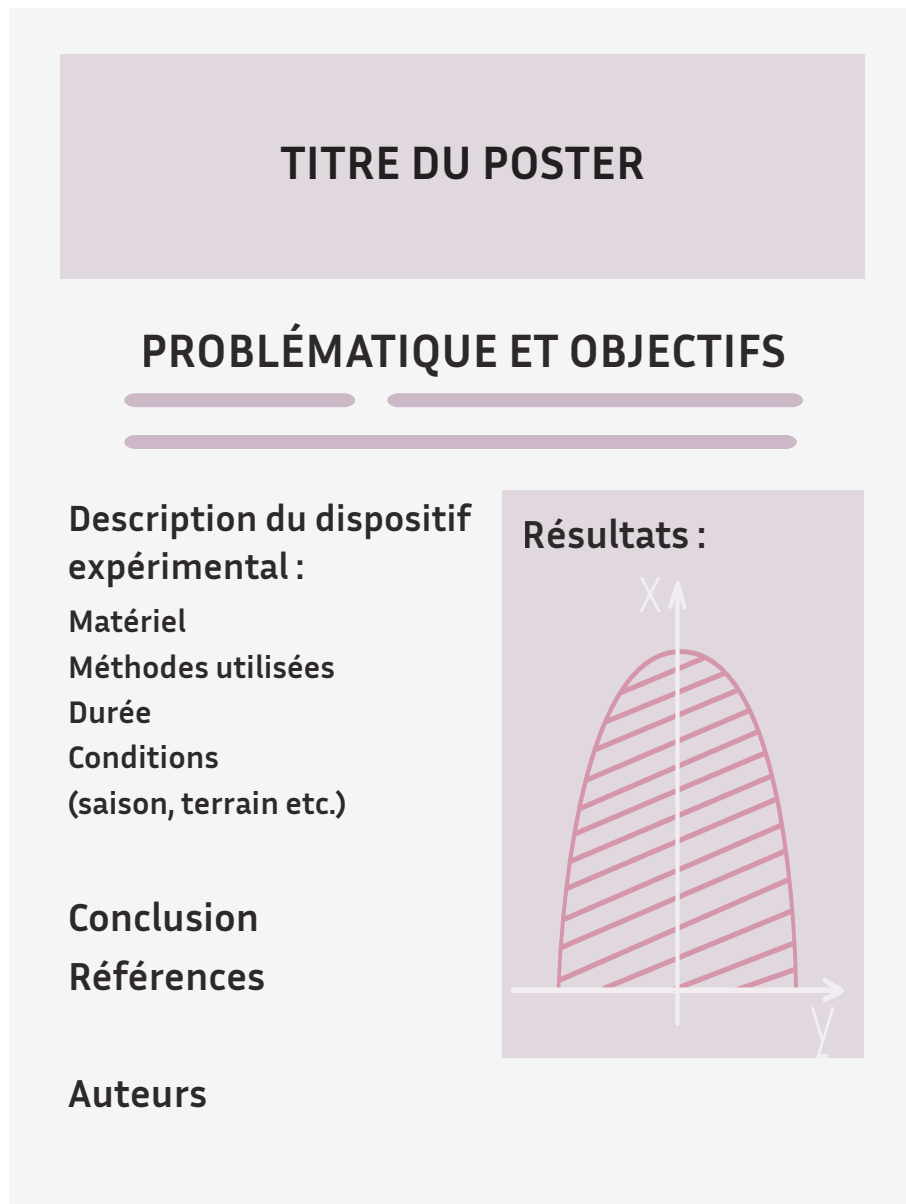 TITRE DU POSTER
PROBLÉMATIQUE ET OBJECTIFS
Description du dispositif
expérimental :
Matériel
Méthodes utilisées
Durée
Conditions
(saison, terrain etc.)
Conclusion
Références
Auteurs
Résultats :
X
y